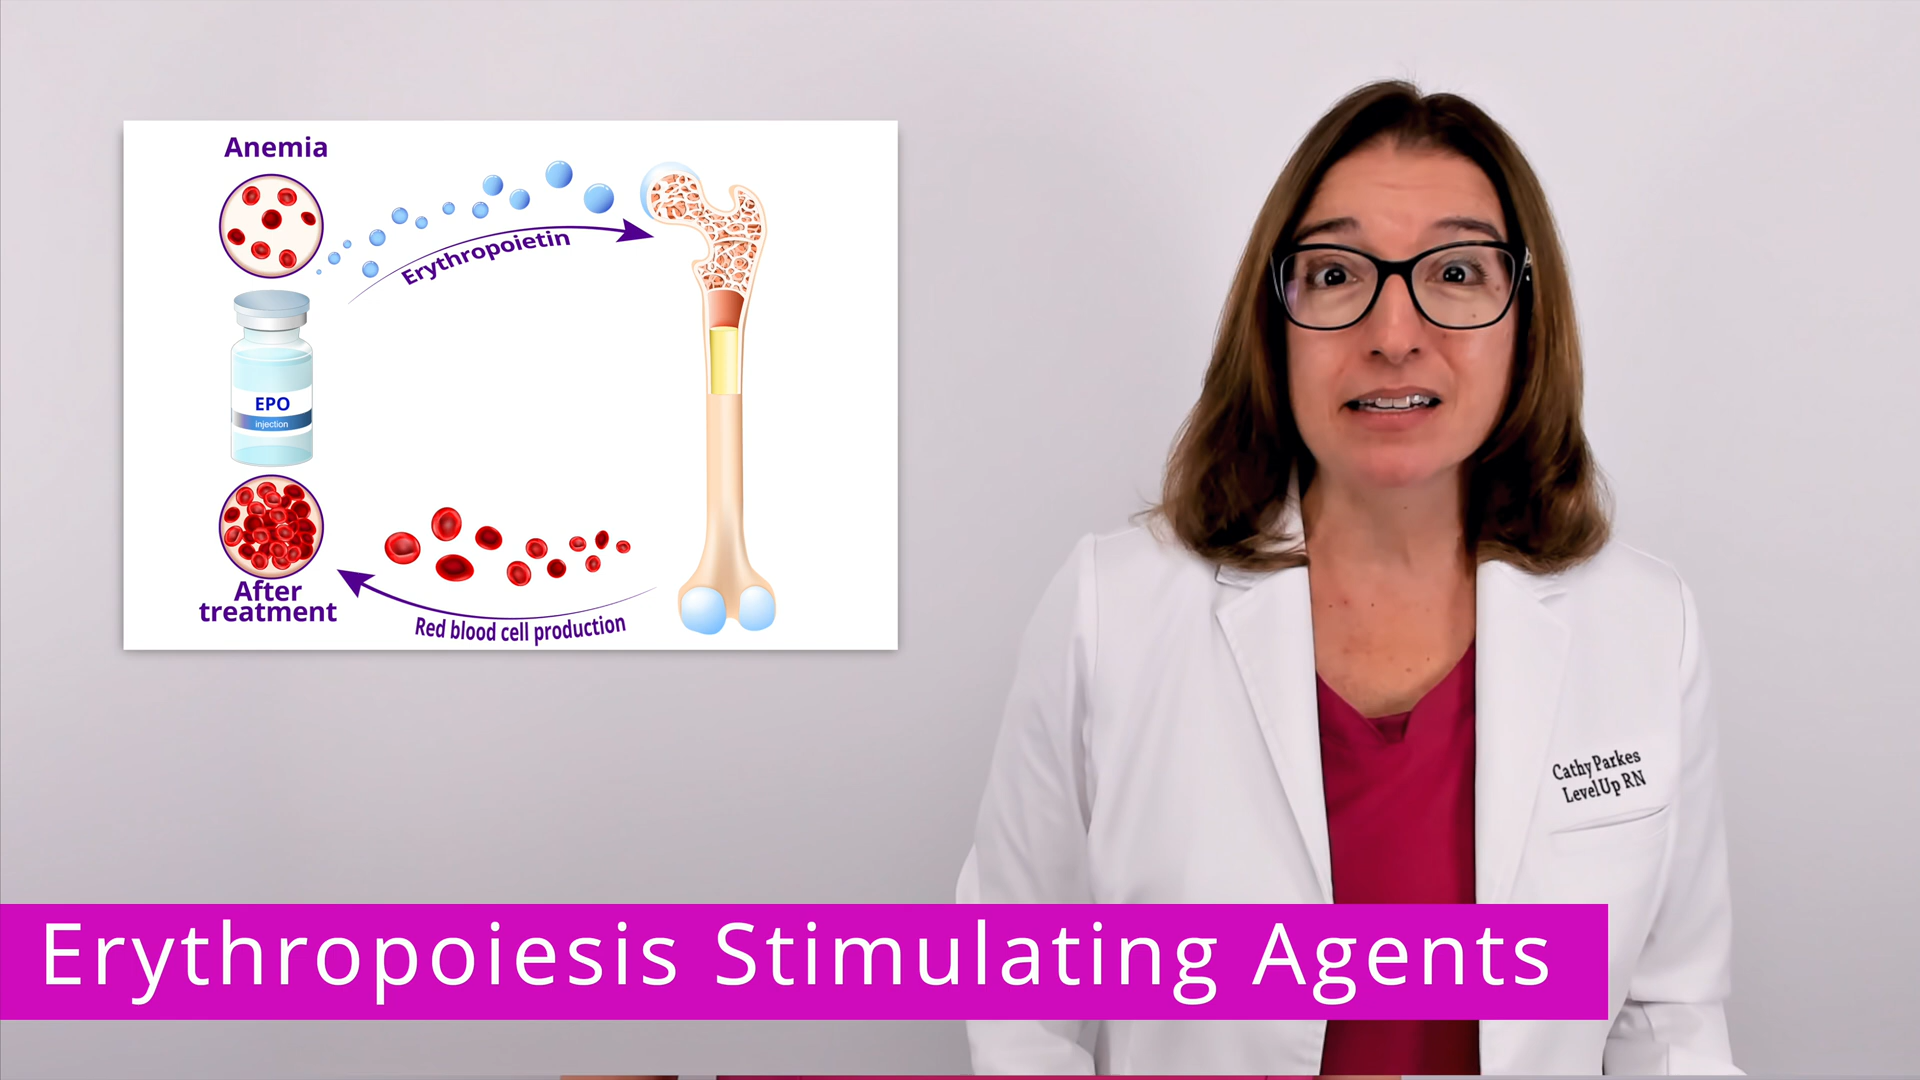 Anemia
Erythropoietin
EPO
injection
After
treatment
Red blood cell production
Cathy Parkes
LevelUp RN
Erythropoiesis Stimulating Agents